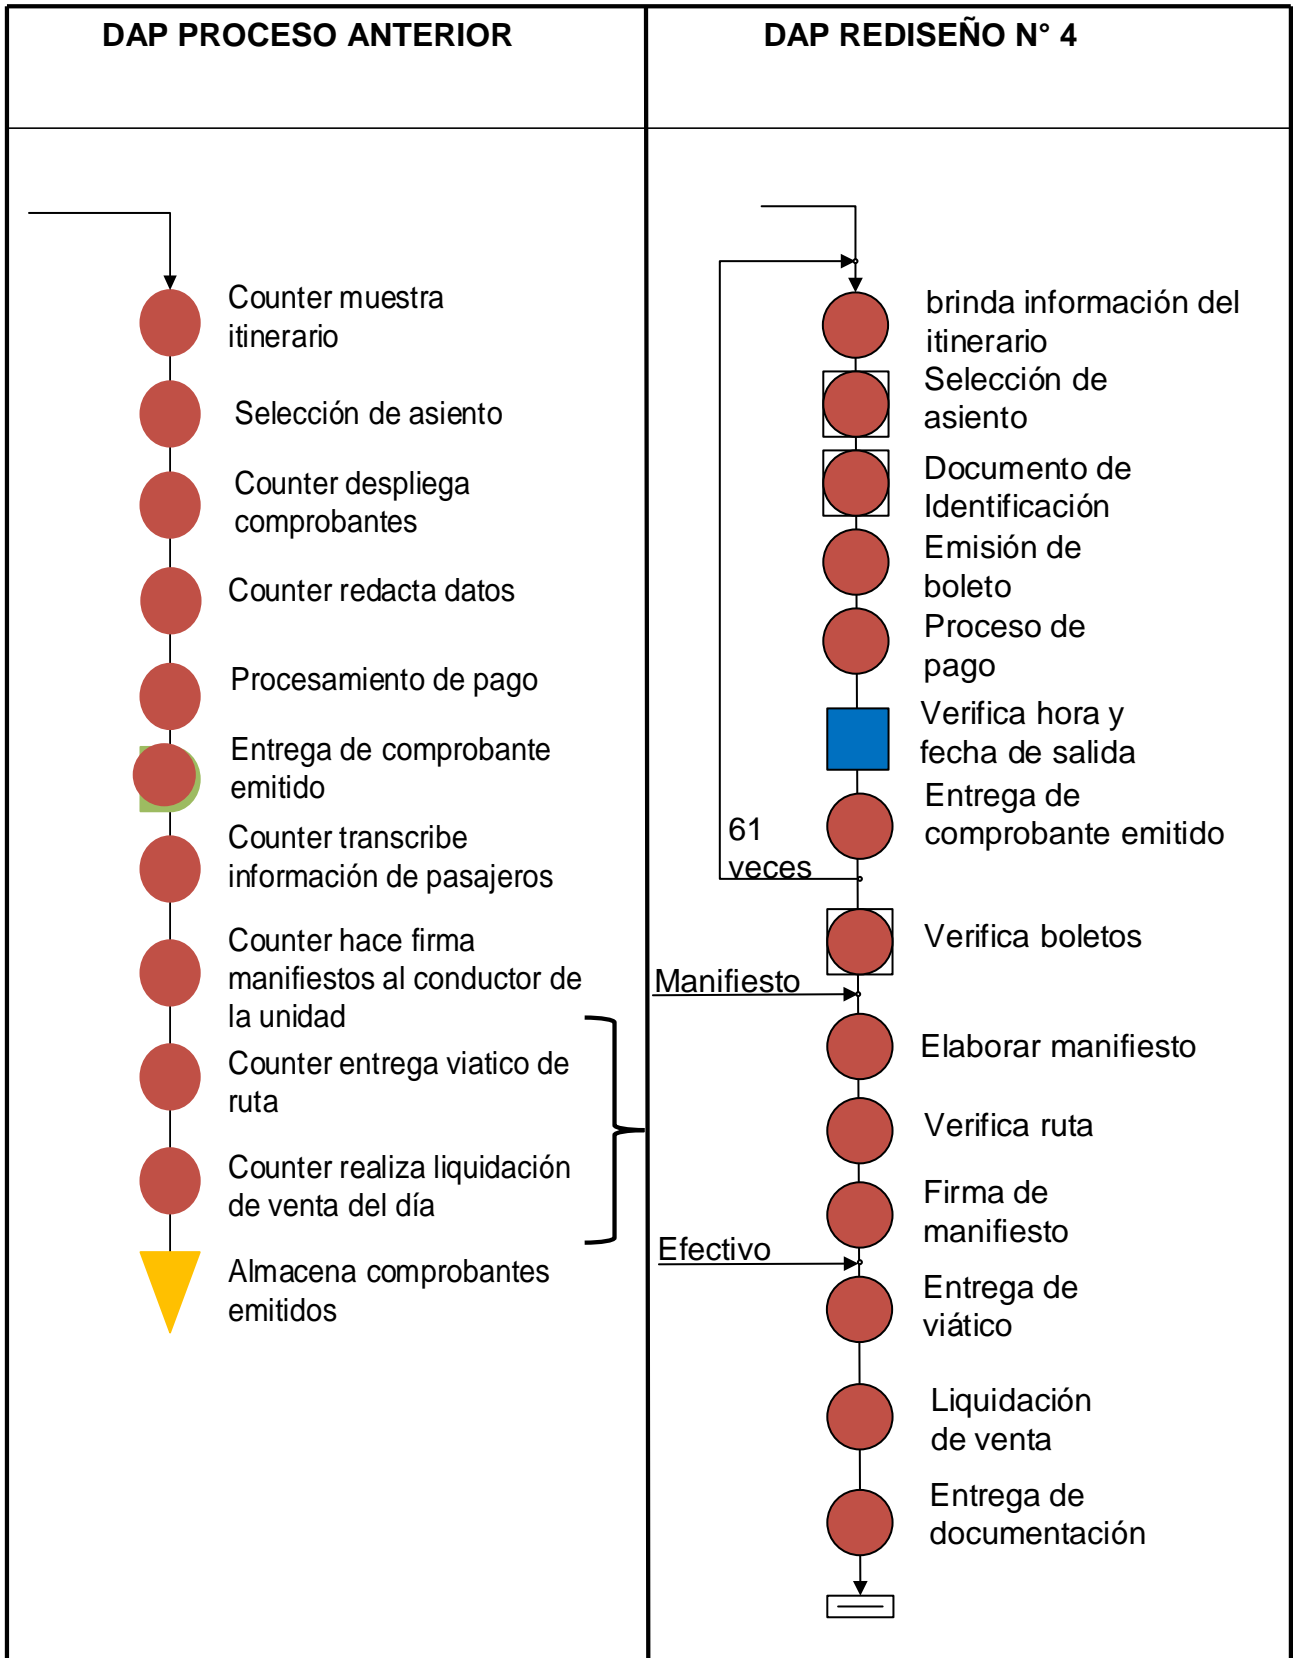 DAP PROCESO ANTERIOR
Counter muestra
itinerario
Selección de asiento
Counter despliega
comprobantes
Counter redacta datos
Procesamiento de pago
Entrega de comprobante
emitido
Counter transcribe
información de pasajeros
Counter hace firma
manifiestos al conductor de
la unidad
Counter entrega viatico de
ruta
Counter realiza liquidación
de venta del día
Almacena comprobantes
emitidos
DAP REDISEÑO N° 4
brinda información del
itinerario
Selección de
asiento
Documento de
Identificación
Emisión de
boleto
Proceso de
pago
Verifica hora y
fecha de salida
Entrega de
comprobante emitido
61
veces
Verifica boletos
Manifiesto
Elaborar manifiesto
Verifica ruta
Firma de
manifiesto
Efectivo
Entrega de
viático
Liquidación
de venta
Entrega de
documentación